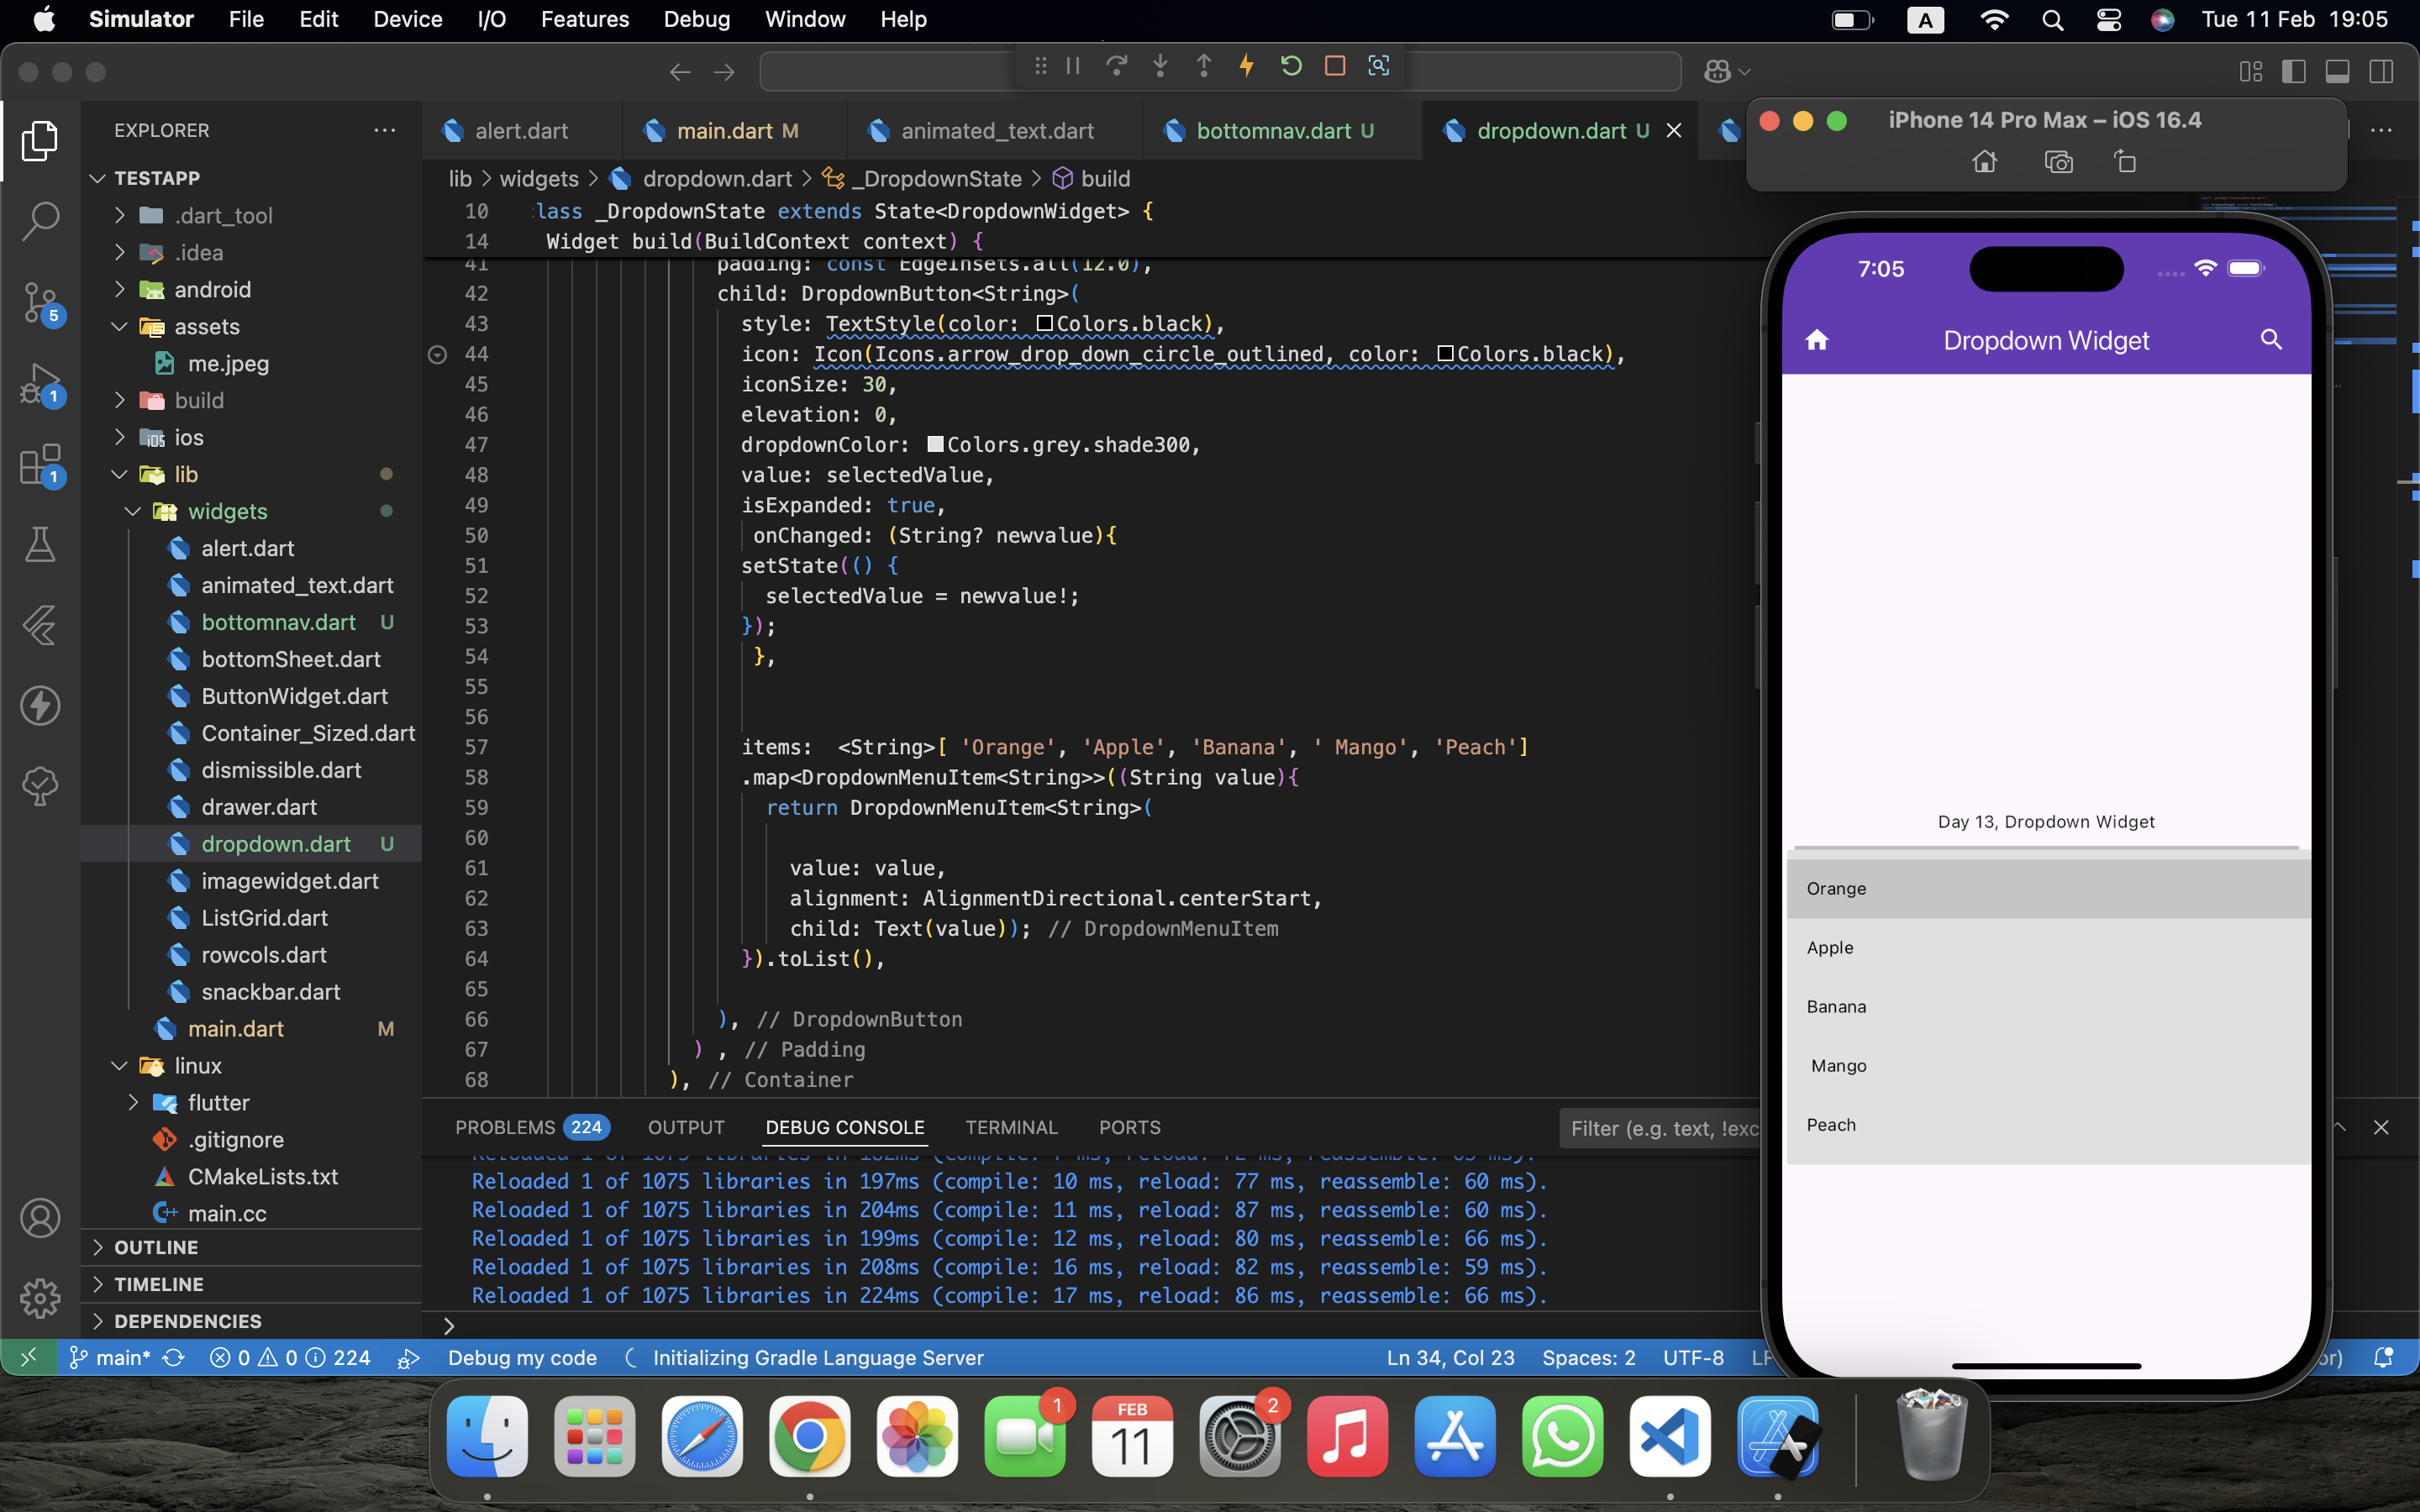 Simulator File Edit Device I/O Features Debug Window Help
A Tue 11 Feb 19:05
EXPLORER
alert.dart
main.dart M
animated_text.dart
bottomnav.dart U
dropdown.dart U
iPhone 14 Pro Max – iOS 16.4
TESTAPP
.dart_tool
.idea
android
assets
me.jpeg
build
ios
lib
widgets
alert.dart
animated_text.dart
bottomnav.dart U
bottomSheet.dart
ButtonWidget.dart
Container_Sized.dart
dismissible.dart
drawer.dart
dropdown.dart U
imagewidget.dart
ListGrid.dart
rowcols.dart
snackbar.dart
main.dart M
linux
flutter
.gitignore
CMakeLists.txt
main.cc
OUTLINE
TIMELINE
DEPENDENCIES
5
1
1
lib > widgets > dropdown.dart > _DropdownState > build
10 lass _DropdownState extends State<DropdownWidget> {
14 Widget build(BuildContext context) {
41 padding: const EdgeInsets.all(12.0),
42 child: DropdownButton<String>(
43 style: TextStyle(color: Colors.black),
44 icon: Icon(Icons.arrow_drop_down_circle_outlined, color: Colors.black),
45 iconSize: 30,
46 elevation: 0,
47 dropdownColor: Colors.grey.shade300,
48 value: selectedValue,
49 isExpanded: true,
50 onChanged: (String? newvalue){
51 setState(() {
52 selectedValue = newvalue!;
53 });
54 },
55
56
57 items:  <String>[ 'Orange', 'Apple', 'Banana', ' Mango', 'Peach']
58 .map<DropdownMenuItem<String>>((String value){
59 return DropdownMenuItem<String>(
60
61 value: value,
62 alignment: AlignmentDirectional.centerStart,
63 child: Text(value)); // DropdownMenuItem
64 }).toList(),
65
66 ), // DropdownButton
67 ) , // Padding
68 ), // Container
PROBLEMS 224 OUTPUT DEBUG CONSOLE TERMINAL PORTS
Filter (e.g. text, !exc
Reloaded 1 of 1075 libraries in 197ms (compile: 10 ms, reload: 77 ms, reassemble: 60 ms).
Reloaded 1 of 1075 libraries in 204ms (compile: 11 ms, reload: 87 ms, reassemble: 60 ms).
Reloaded 1 of 1075 libraries in 199ms (compile: 12 ms, reload: 80 ms, reassemble: 66 ms).
Reloaded 1 of 1075 libraries in 208ms (compile: 16 ms, reload: 82 ms, reassemble: 59 ms).
Reloaded 1 of 1075 libraries in 224ms (compile: 17 ms, reload: 86 ms, reassemble: 66 ms).
main* 0 0 224 Debug my code Initializing Gradle Language Server Ln 34, Col 23 Spaces: 2 UTF-8 LF or)
7:05
Dropdown Widget
Day 13, Dropdown Widget
Orange
Apple
Banana
Mango
Peach
1
FEB
11
2